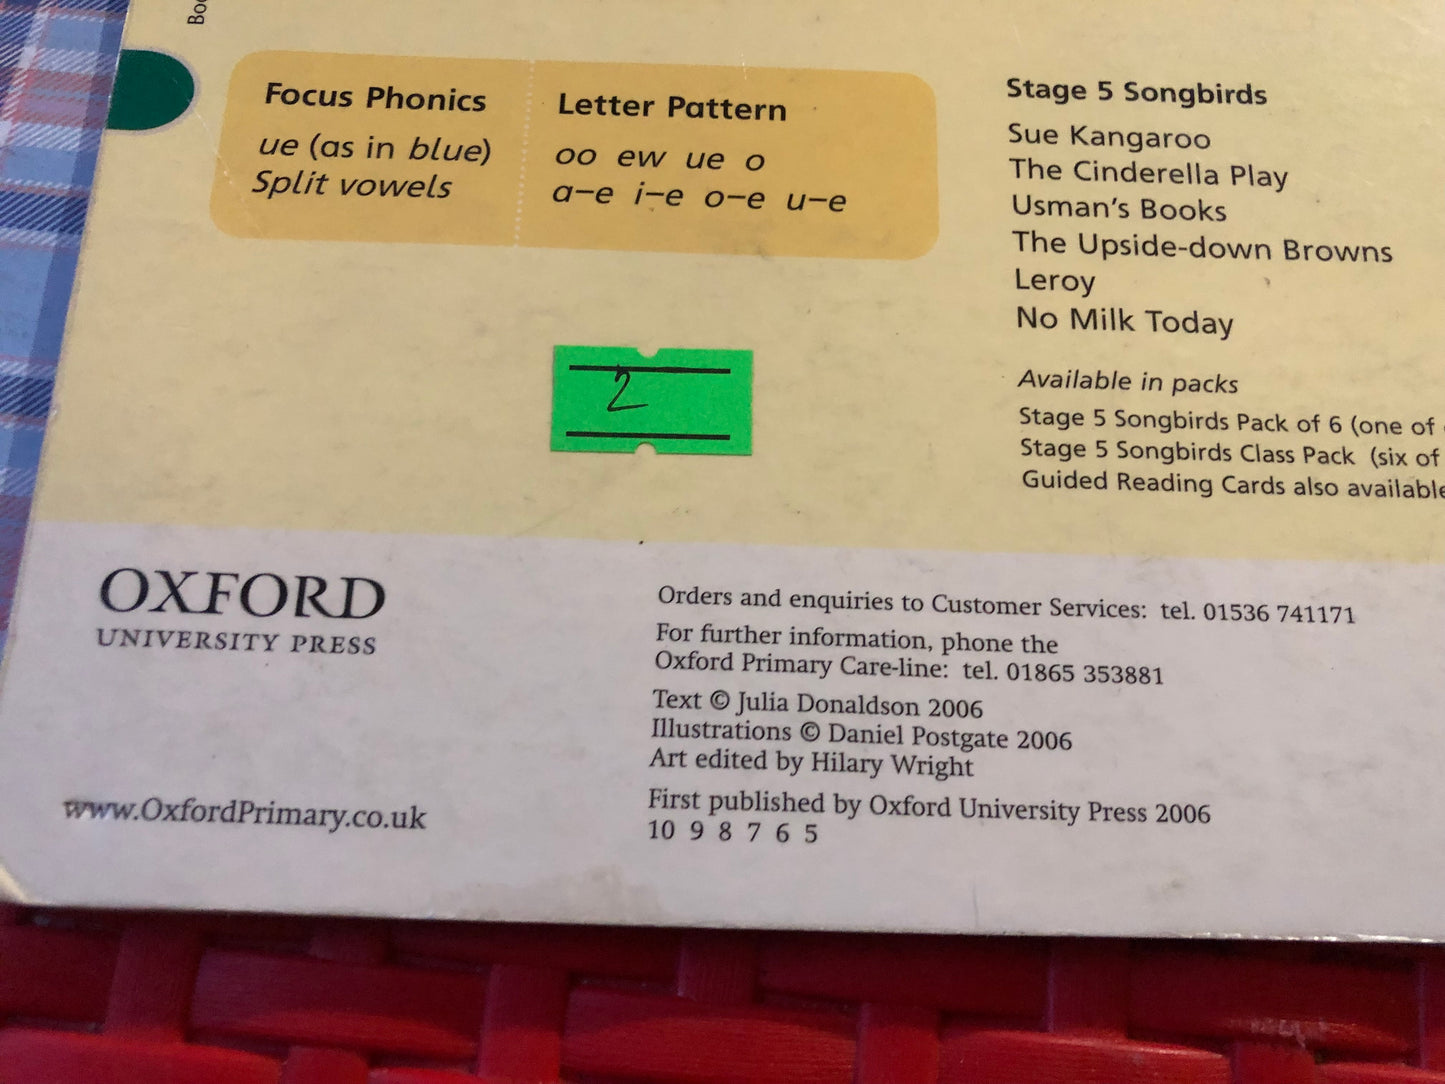 Boo
Focus Phonics
ue (as in blue)
Split vowels
Letter Pattern
oo ew ue o
a–e i–e o–e u–e
Stage 5 Songbirds
Sue Kangaroo
The Cinderella Play
Usman's Books
The Upside-down Browns
Leroy
No Milk Today
Available in packs
Stage 5 Songbirds Pack of 6 (one of
Stage 5 Songbirds Class Pack (six of
Guided Reading Cards also available
2
OXFORD
UNIVERSITY PRESS
www.OxfordPrimary.co.uk
Orders and enquiries to Customer Services: tel. 01536 741171
For further information, phone the
Oxford Primary Care-line: tel. 01865 353881
Text © Julia Donaldson 2006
Illustrations © Daniel Postgate 2006
Art edited by Hilary Wright
First published by Oxford University Press 2006
10 9 8 7 6 5